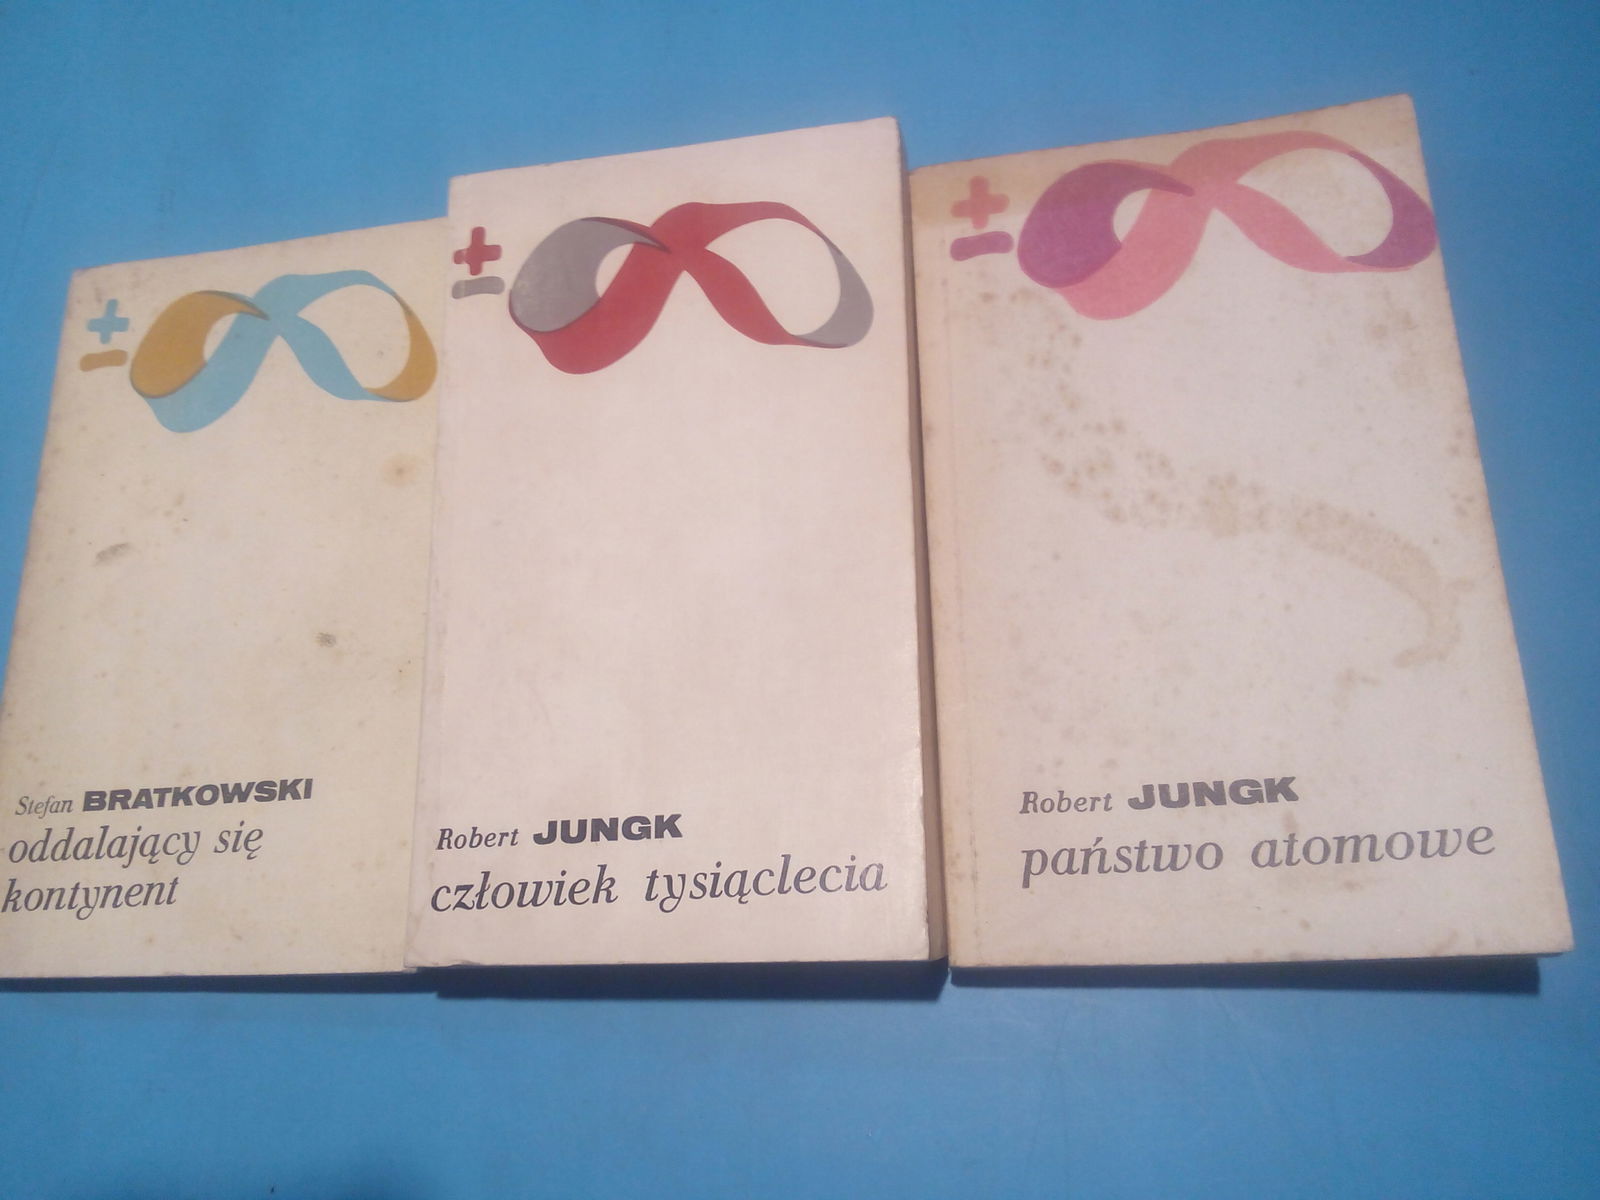 ±
Stefan BRATKOWSKI
oddalający się
kontynent
±
Robert JUNGK
człowiek tysiąclecia
±
Robert JUNGK
państwo atomowe